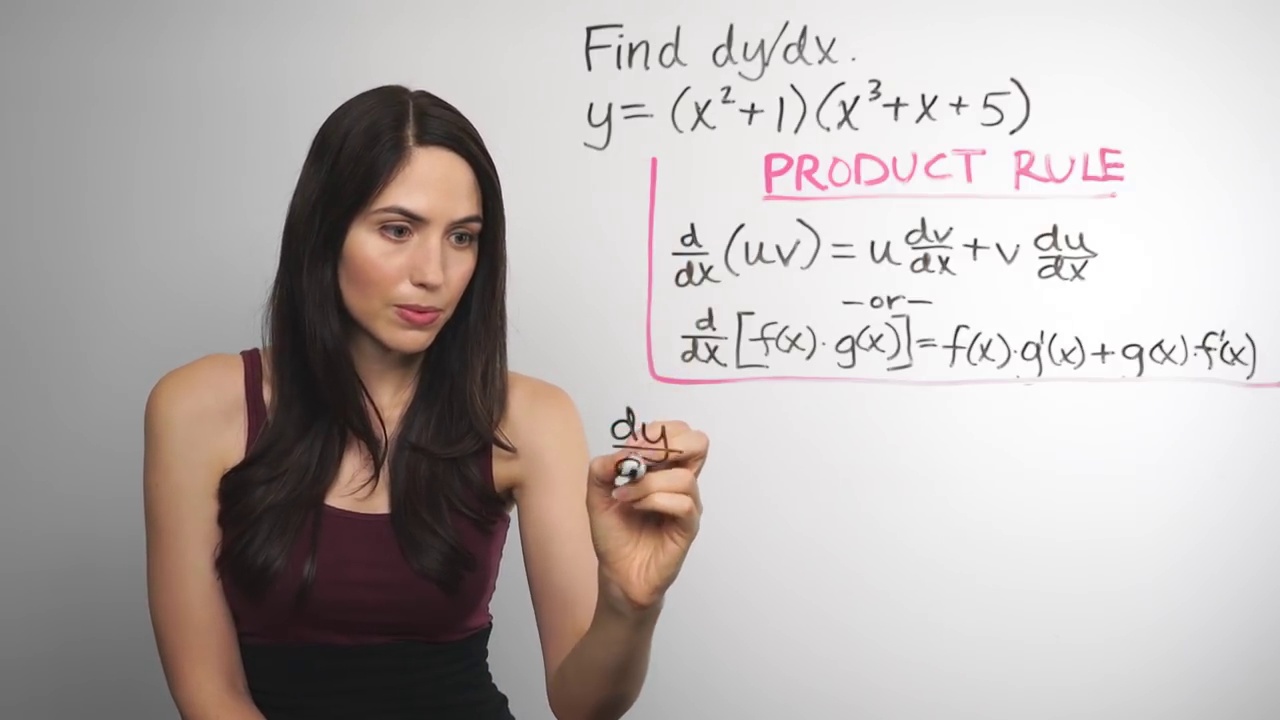 Find dy/dx.
y = (x²+1)(x³+x+5)
PRODUCT RULE
d/dx (uv) = u dv/dx + v du/dx
-or-
d/dx [f(x)·g(x)] = f(x)·g'(x) + g(x)·f'(x)
dy